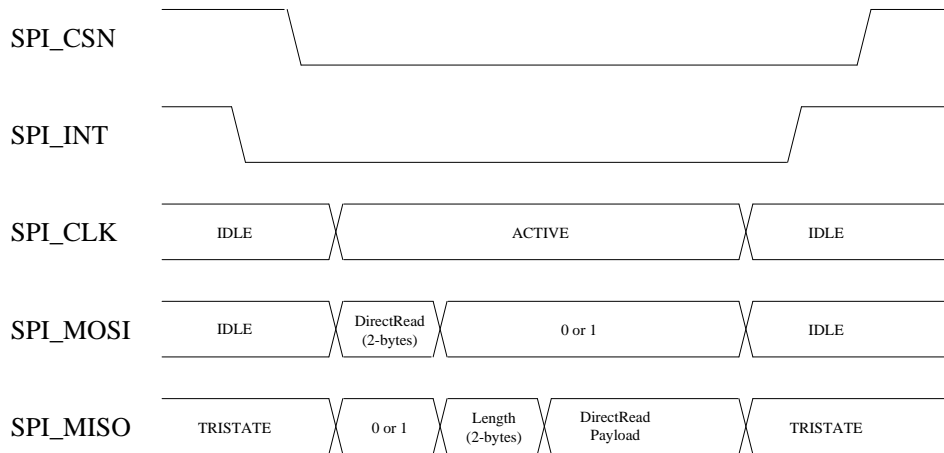 SPI_CSN
SPI_INT
SPI_CLK
IDLE
ACTIVE
IDLE
SPI_MOSI
IDLE
DirectRead
(2-bytes)
0 or 1
IDLE
SPI_MISO
TRISTATE
0 or 1
Length
(2-bytes)
DirectRead
Payload
TRISTATE